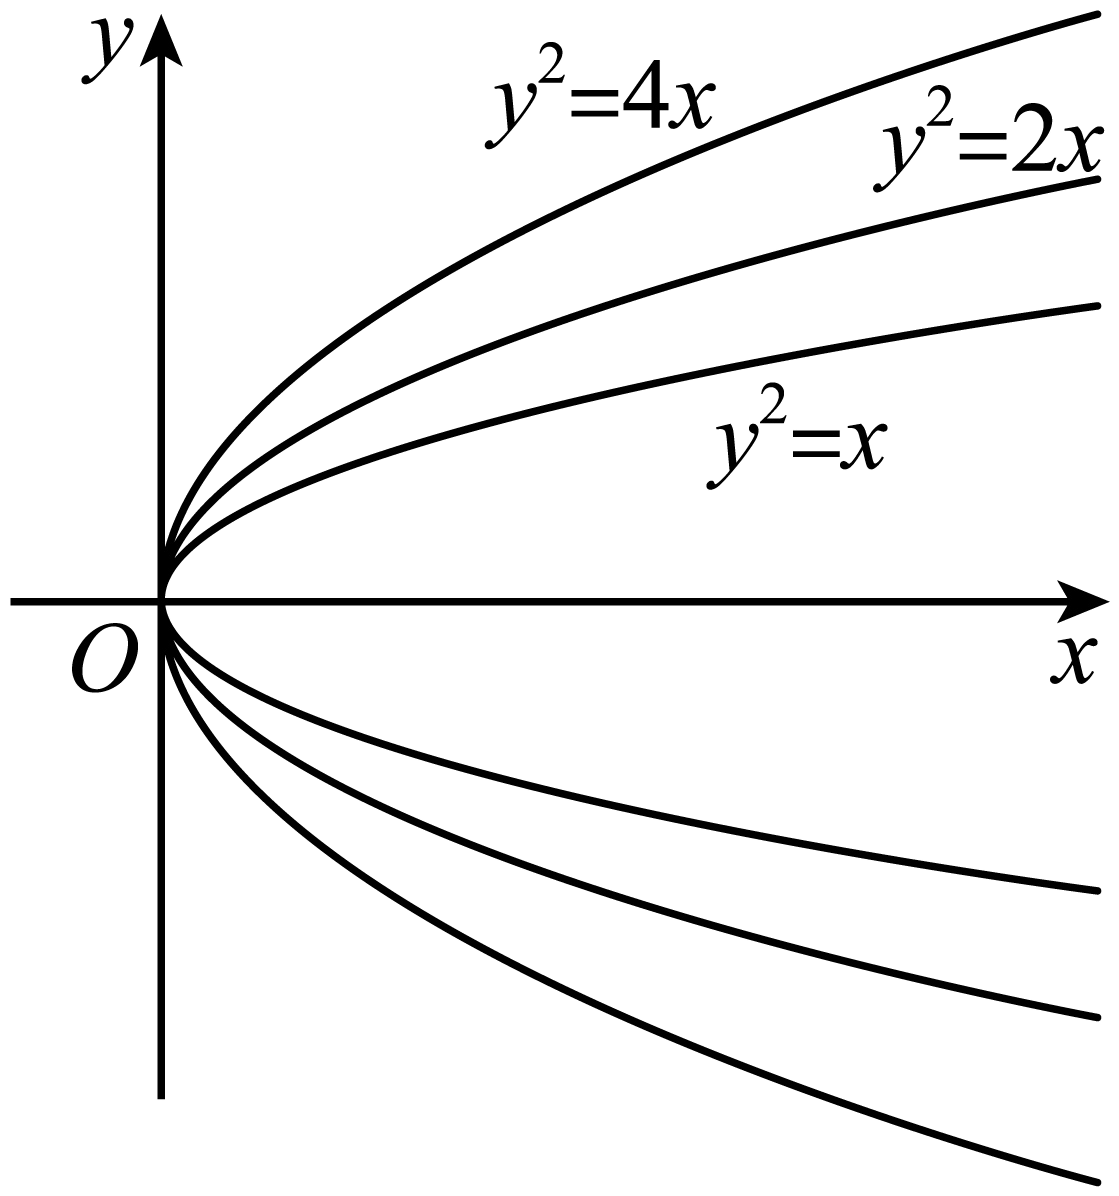 y
y²=4x
y²=2x
y²=x
O
x